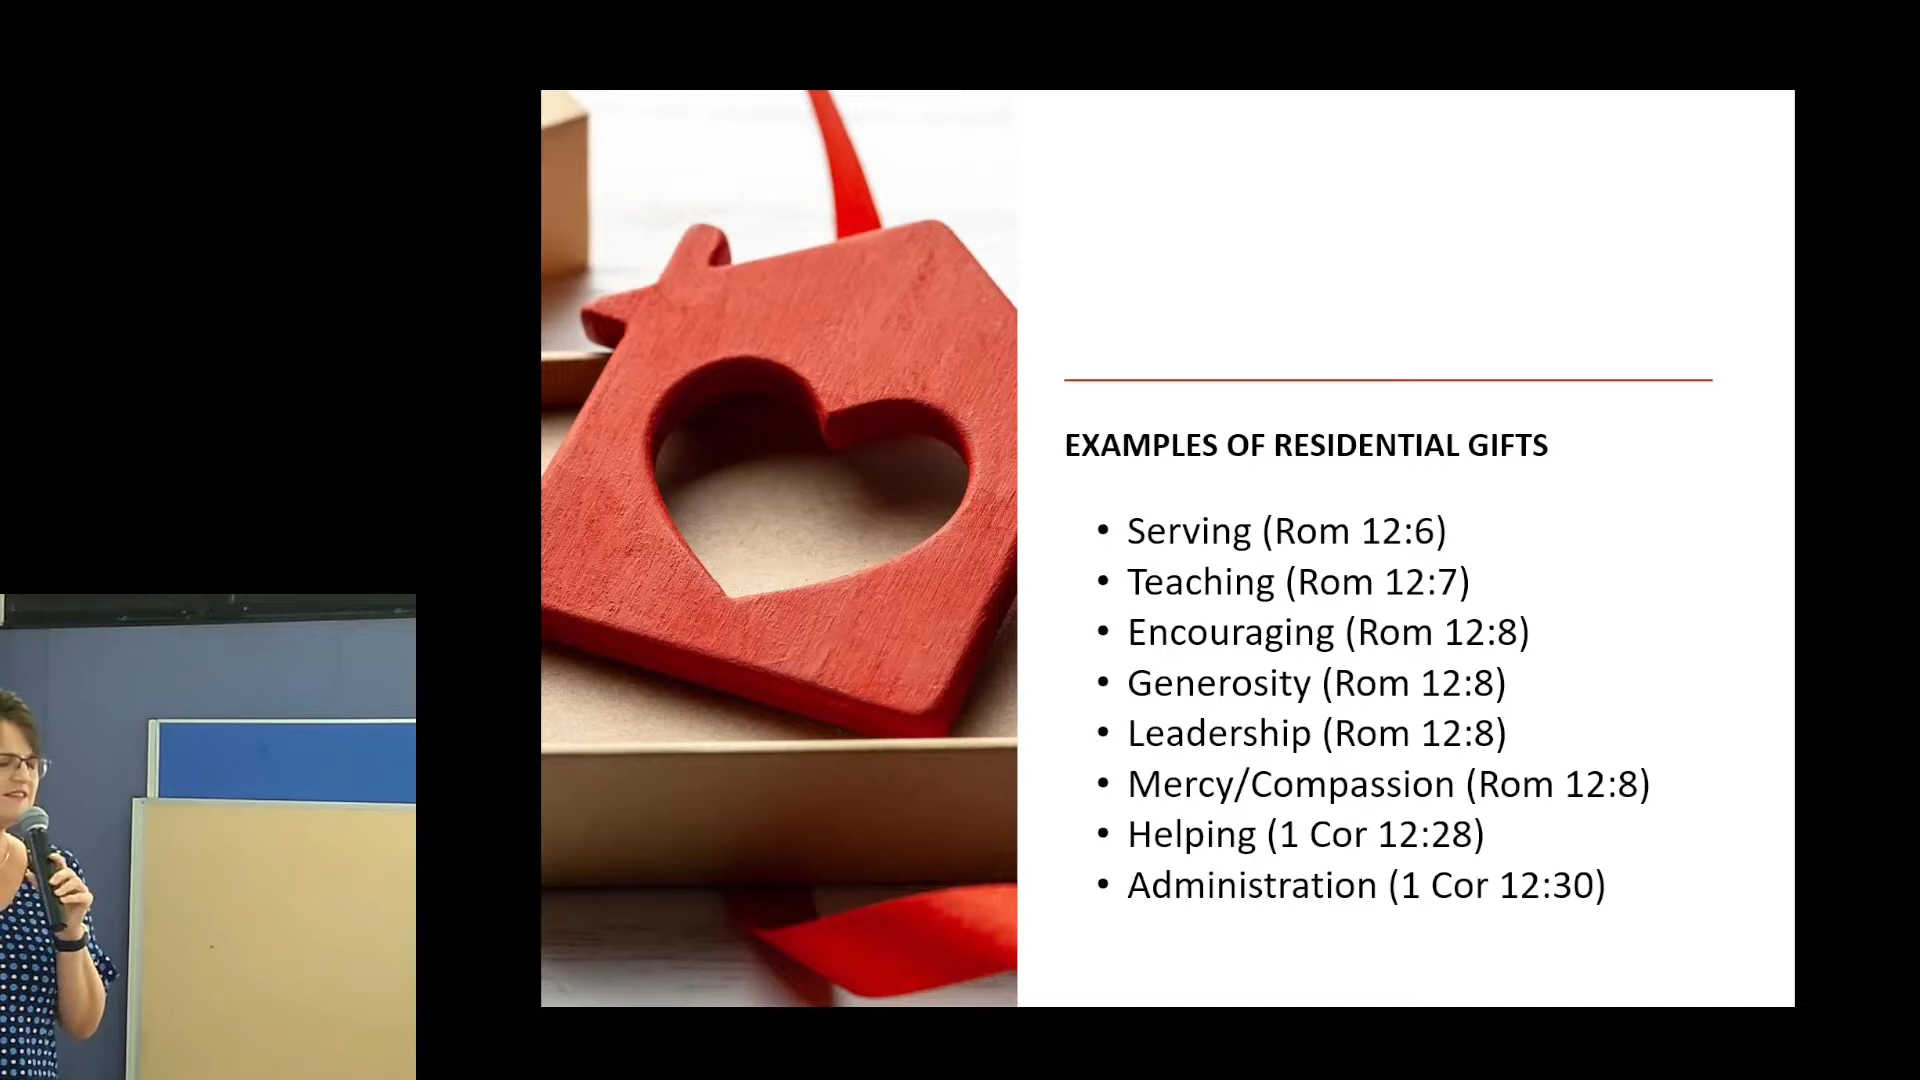 EXAMPLES OF RESIDENTIAL GIFTS
• Serving (Rom 12:6)
• Teaching (Rom 12:7)
• Encouraging (Rom 12:8)
• Generosity (Rom 12:8)
• Leadership (Rom 12:8)
• Mercy/Compassion (Rom 12:8)
• Helping (1 Cor 12:28)
• Administration (1 Cor 12:30)